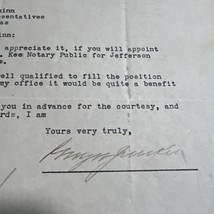 inn
resentatives
as
inn:
appreciate it, if you will appoint
. Kee Notary Public for Jefferson
s.
ell qualified to fill the position
my office it would be quite a benefit
you in advance for the courtesy, and
rds, I am
Yours very truly,